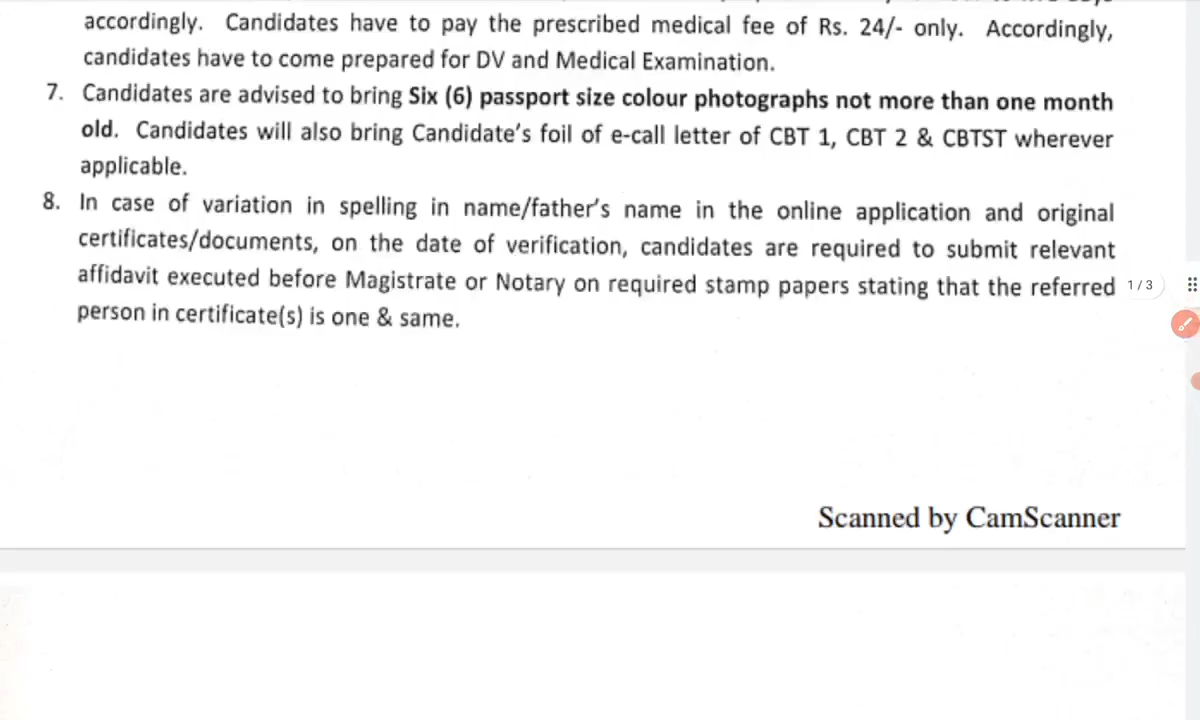 accordingly. Candidates have to pay the prescribed medical fee of Rs. 24/- only. Accordingly,
candidates have to come prepared for DV and Medical Examination.
7. Candidates are advised to bring Six (6) passport size colour photographs not more than one month
old. Candidates will also bring Candidate's foil of e-call letter of CBT 1, CBT 2 & CBTST wherever
applicable.
8. In case of variation in spelling in name/father's name in the online application and original
certificates/documents, on the date of verification, candidates are required to submit relevant
affidavit executed before Magistrate or Notary on required stamp papers stating that the referred
person in certificate(s) is one & same.
1/3
Scanned by CamScanner